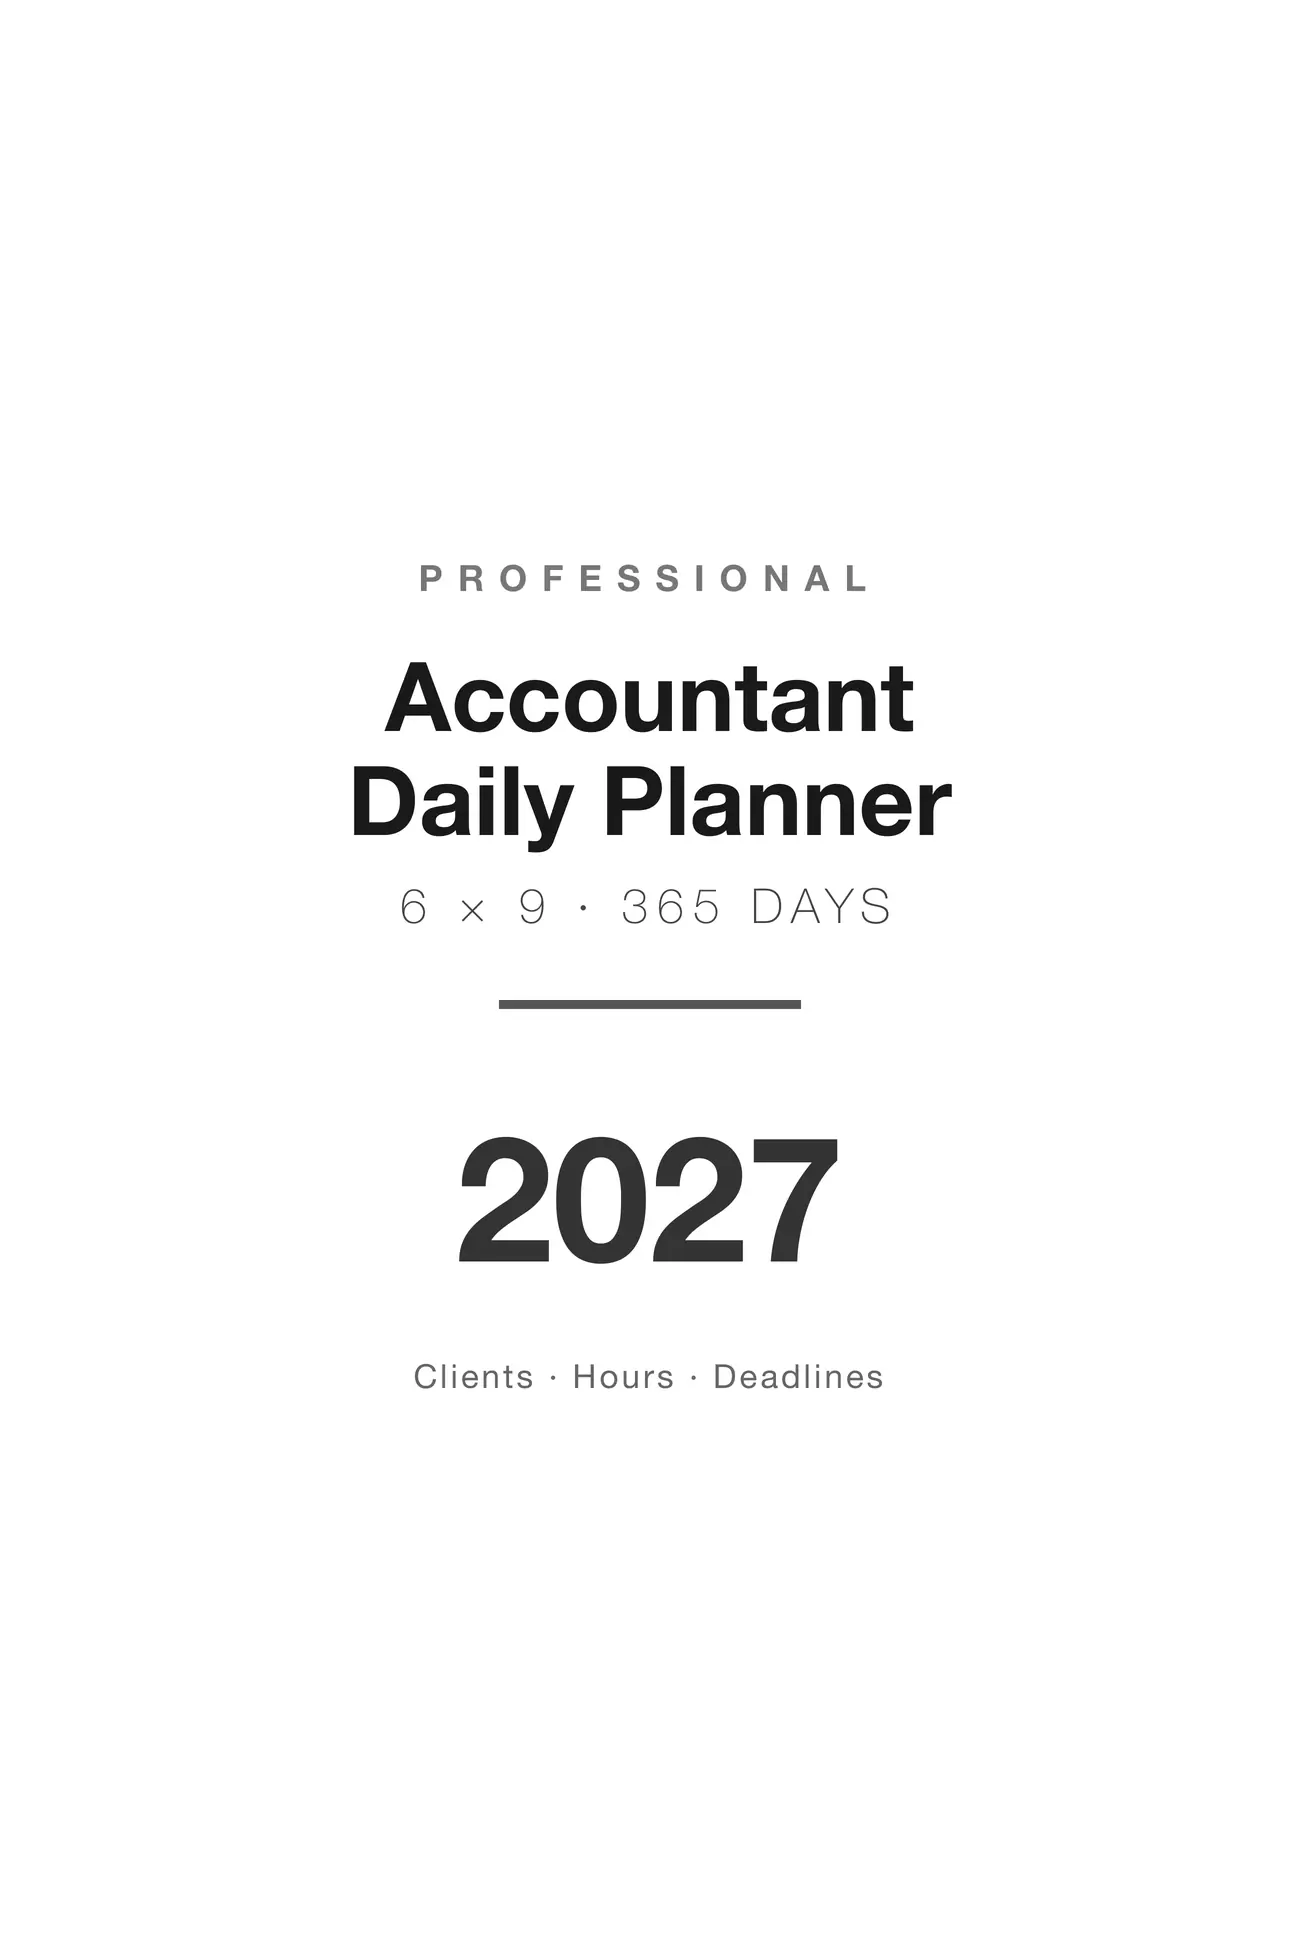 PROFESSIONAL
Accountant
Daily Planner
6 × 9 · 365 DAYS
2027
Clients · Hours · Deadlines